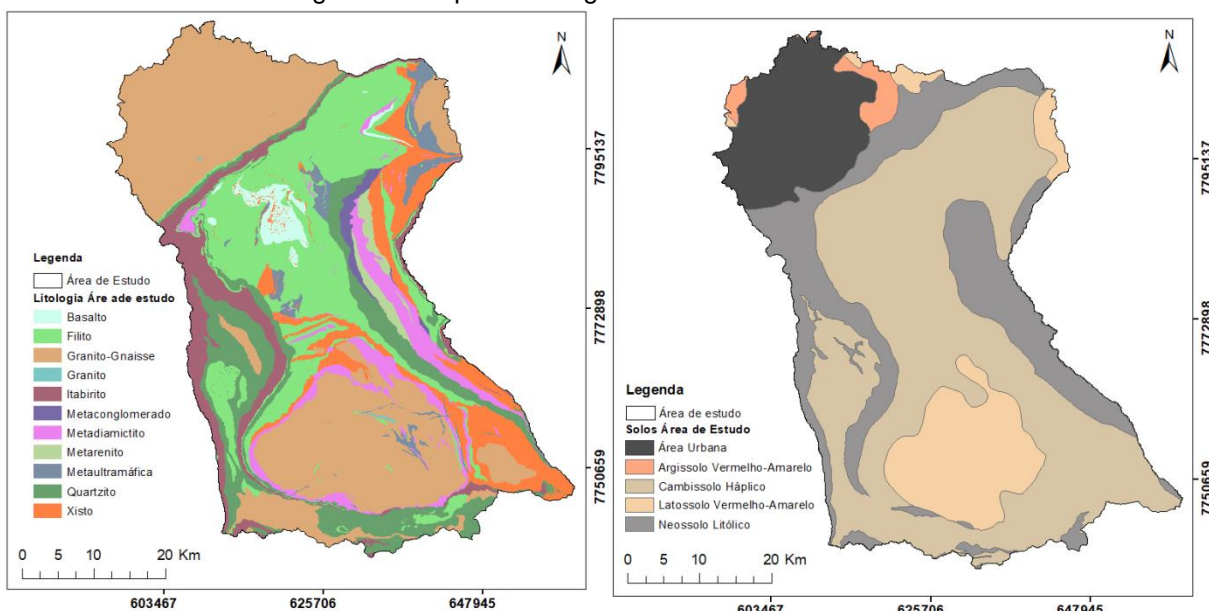 N
7795137
7772898
7750659
Legenda
Área de Estudo
Litologia Áre ade estudo
Basalto
Filito
Granito-Gnaisse
Granito
Itabirito
Metaconglomerado
Metadiamictito
Metarenito
Metaultramáfica
Quartzito
Xisto
0 5 10 20 Km
603467 625706 647945
N
7795137
7772898
7750659
Legenda
Área de estudo
Solos Área de Estudo
Área Urbana
Argissolo Vermelho-Amarelo
Cambissolo Háplico
Latossolo Vermelho-Amarelo
Neossolo Litólico
0 5 10 20 Km
603467 625706 647945